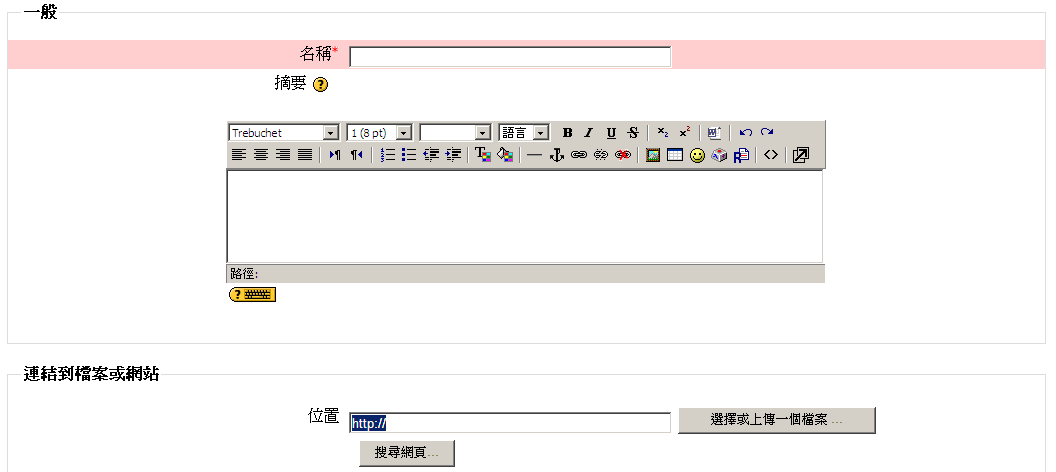 一般
名稱*
摘要 ?
Trebuchet 1 (8 pt) 語言 B I U S x₂ x² W
¶ ¶ T R <>
路徑:
?
連結到檔案或網站
位置 http:// 選擇或上傳一個檔案 ...
搜尋網頁...